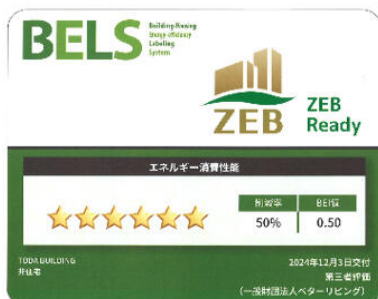 BELS
Building-Housing
Energy-efficiency
Labeling
System
ZEB
ZEB
Ready
エネルギー消費性能
削減率
BEI値
50%
0.50
TODA BUILDING
非住宅
2024年12月3日交付
第三者評価
(一般財団法人ベターリビング)